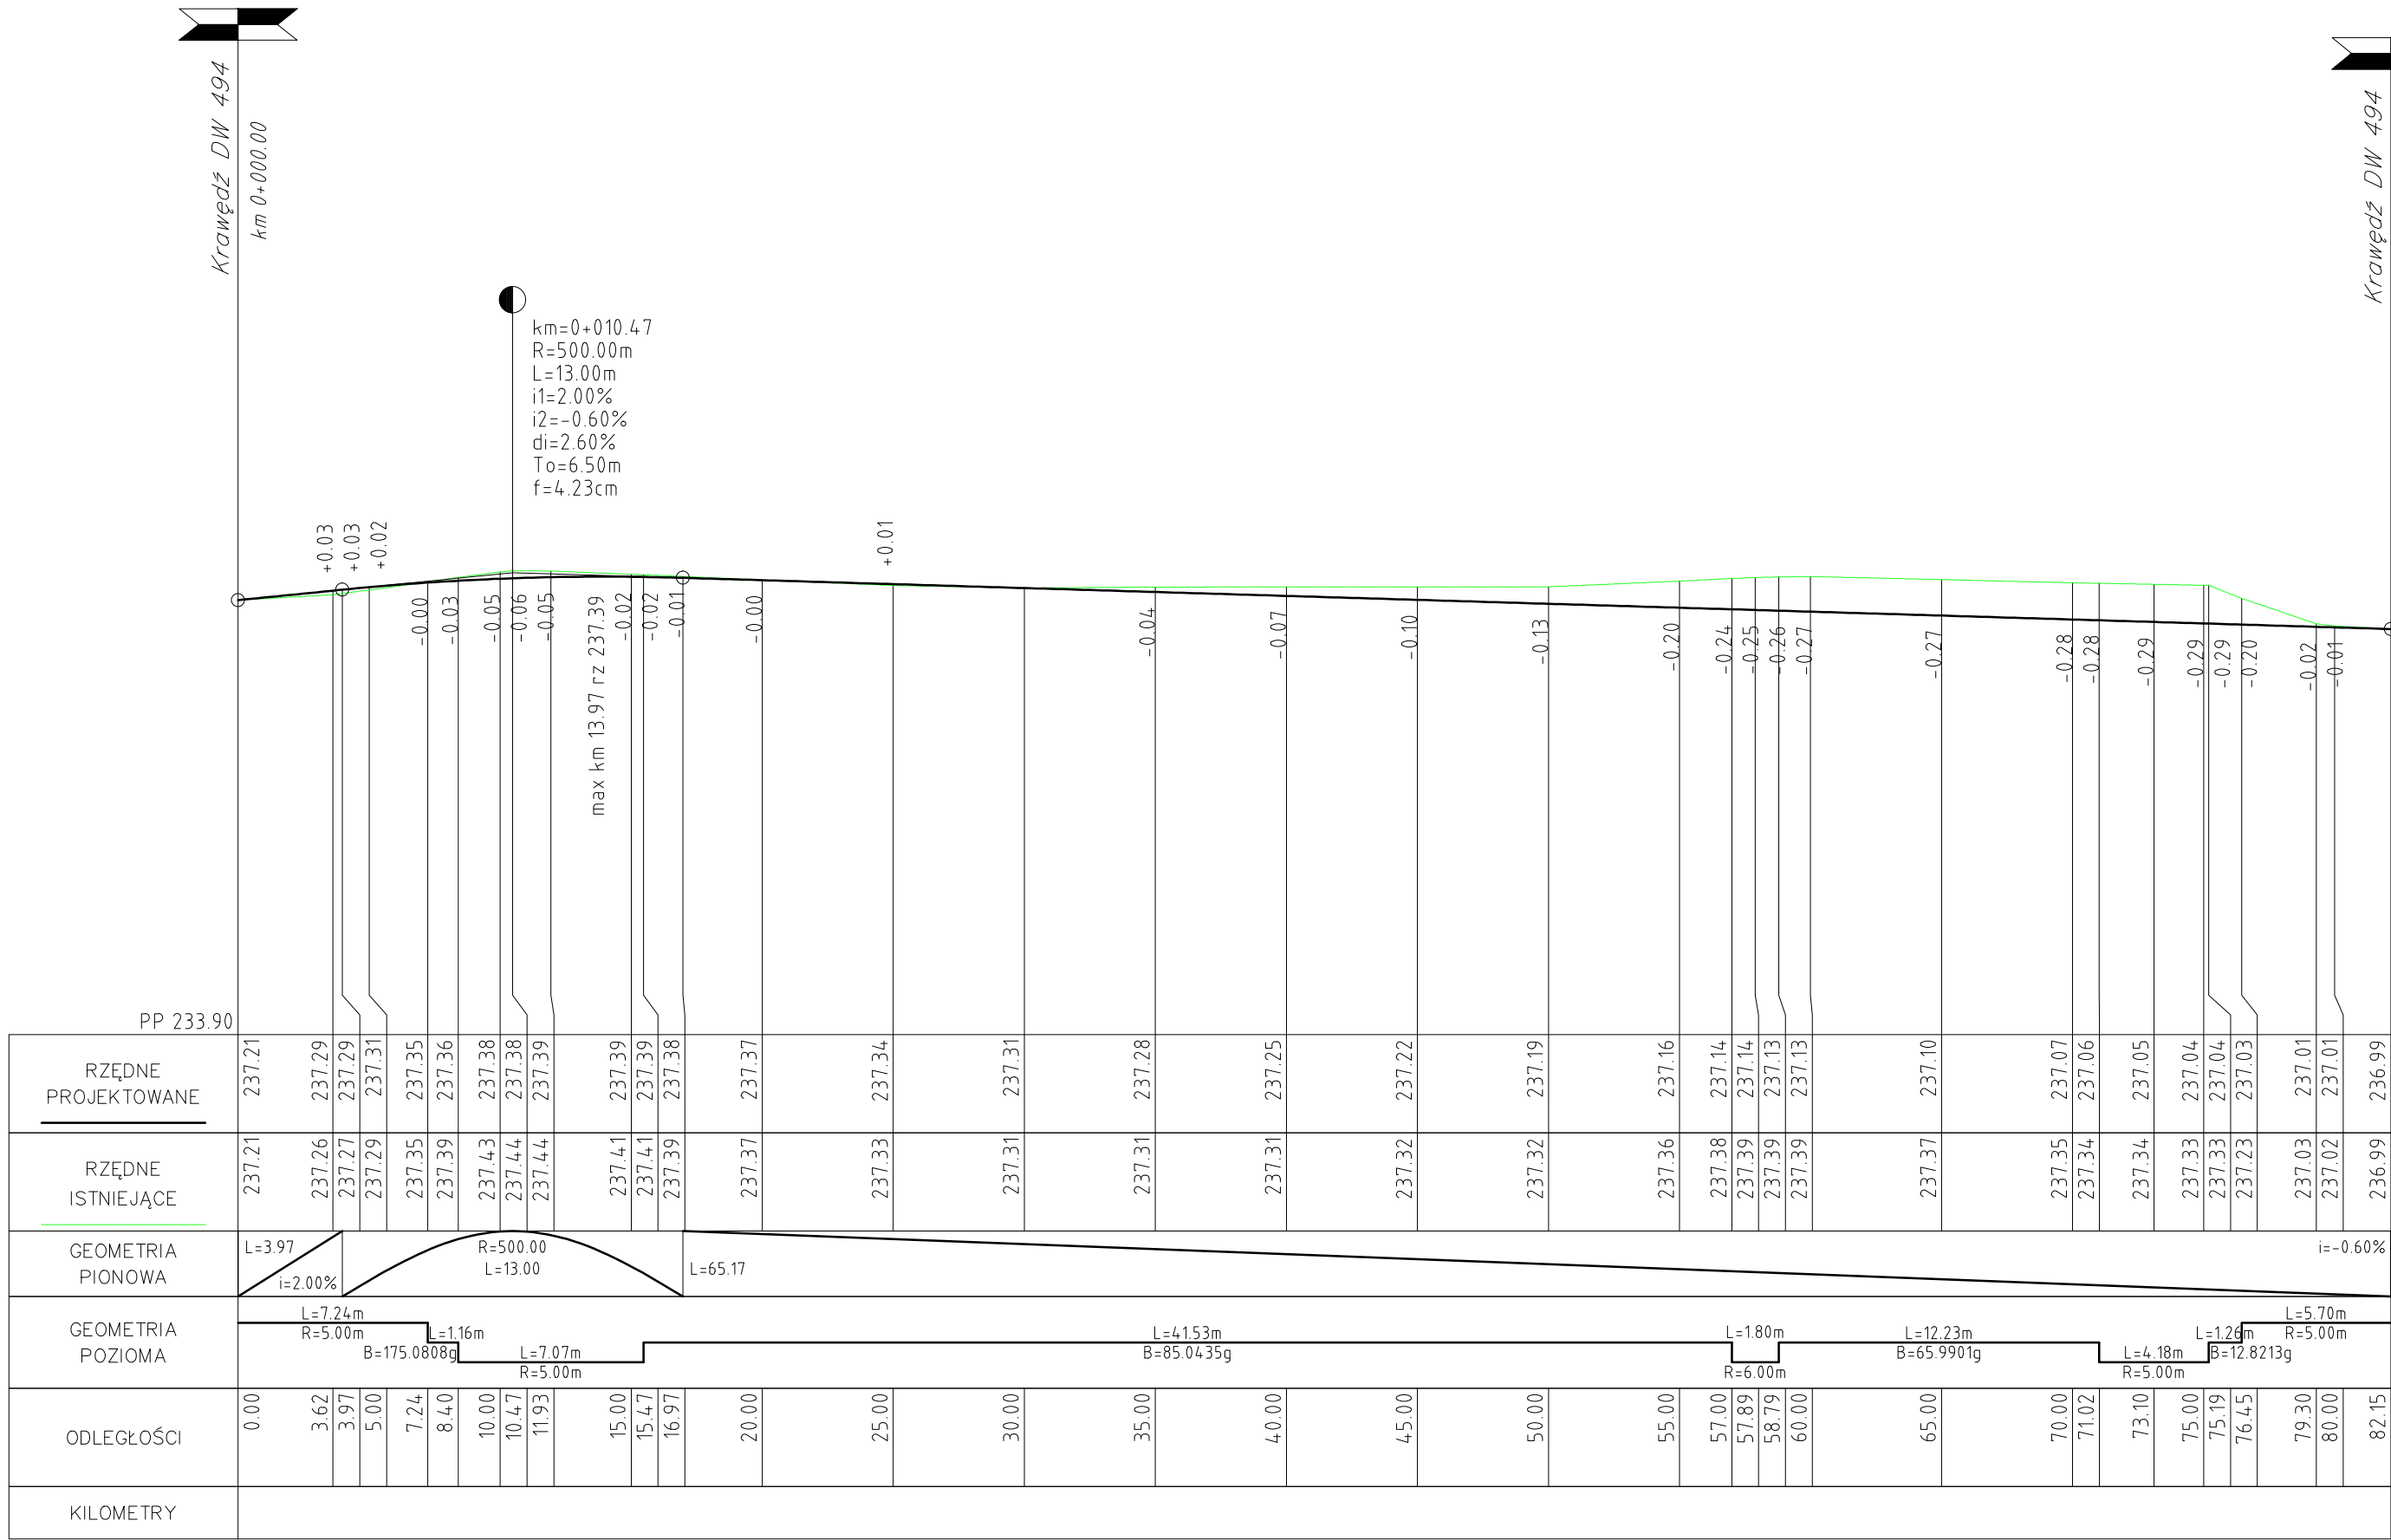 Krawędź DW 494
km 0+000.00
Krawędź DW 494
km=0+010.47
R=500.00m
L=13.00m
i1=2.00%
i2=-0.60%
di=2.60%
To=6.50m
f=4.23cm
+0.03
+0.03
+0.02
-0.00
-0.03
-0.05
-0.06
-0.05
max km 13.97 rz 237.39
-0.02
-0.02
-0.01
-0.00
+0.01
-0.04
-0.07
-0.10
-0.13
-0.20
-0.24
-0.25
-0.26
-0.27
-0.27
-0.28
-0.28
-0.29
-0.29
-0.29
-0.20
-0.02
-0.01
PP 233.90
RZĘDNE
PROJEKTOWANE
237.21
237.29
237.29
237.31
237.35
237.36
237.38
237.38
237.39
237.39
237.39
237.38
237.37
237.34
237.31
237.28
237.25
237.22
237.19
237.16
237.14
237.14
237.13
237.13
237.10
237.07
237.06
237.05
237.04
237.04
237.03
237.01
237.01
236.99
RZĘDNE
ISTNIEJĄCE
237.21
237.26
237.27
237.29
237.35
237.39
237.43
237.44
237.44
237.41
237.41
237.39
237.37
237.33
237.31
237.31
237.31
237.32
237.32
237.36
237.38
237.39
237.39
237.39
237.37
237.35
237.34
237.34
237.33
237.33
237.23
237.03
237.02
236.99
GEOMETRIA
PIONOWA
L=3.97
i=2.00%
R=500.00
L=13.00
L=65.17
i=-0.60%
GEOMETRIA
POZIOMA
L=7.24m
R=5.00m
L=1.16m
B=175.0808g
L=7.07m
R=5.00m
L=41.53m
B=85.0435g
L=1.80m
R=6.00m
L=12.23m
B=65.9901g
L=4.18m
R=5.00m
L=1.26m
B=12.8213g
L=5.70m
R=5.00m
ODLEGŁOŚCI
0.00
3.62
3.97
5.00
7.24
8.40
10.00
10.47
11.93
15.00
15.47
16.97
20.00
25.00
30.00
35.00
40.00
45.00
50.00
55.00
57.00
57.89
58.79
60.00
65.00
70.00
71.02
73.10
75.00
75.19
76.45
79.30
80.00
82.15
KILOMETRY